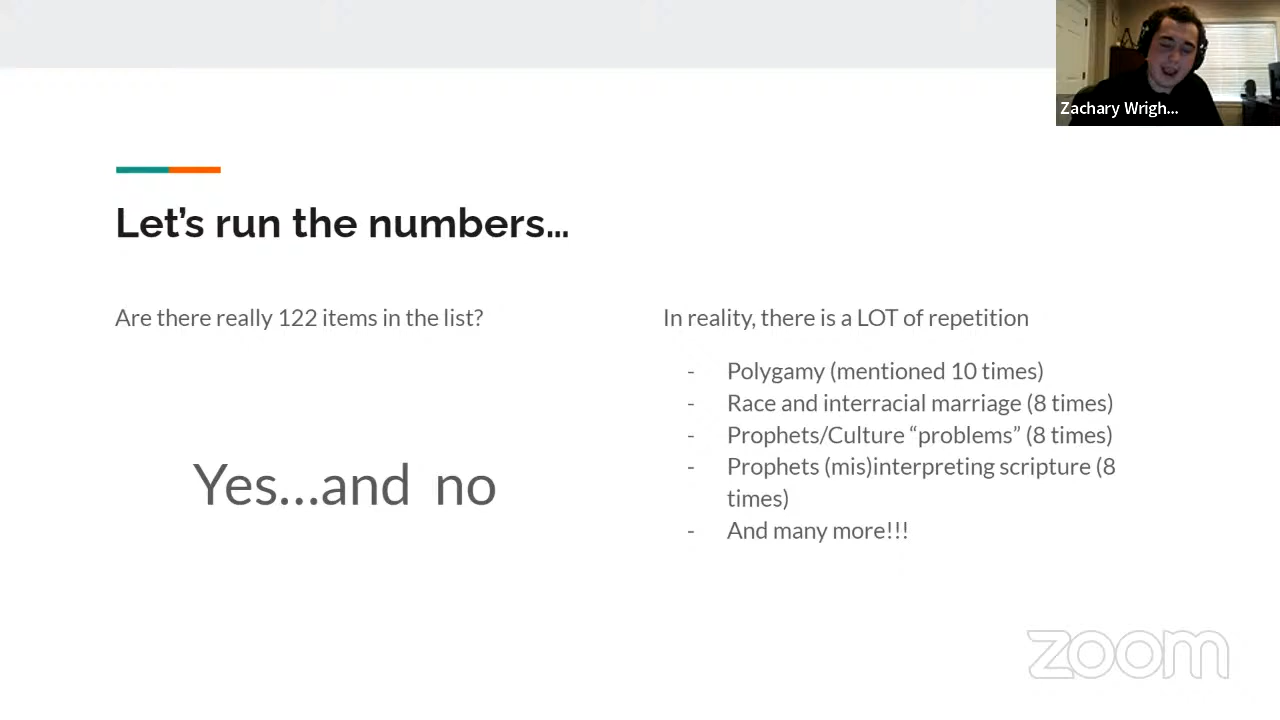 Zachary Wrigh...
Let's run the numbers...
Are there really 122 items in the list?
Yes...and no
In reality, there is a LOT of repetition
- Polygamy (mentioned 10 times)
- Race and interracial marriage (8 times)
- Prophets/Culture “problems” (8 times)
- Prophets (mis)interpreting scripture (8
times)
- And many more!!!
zoom